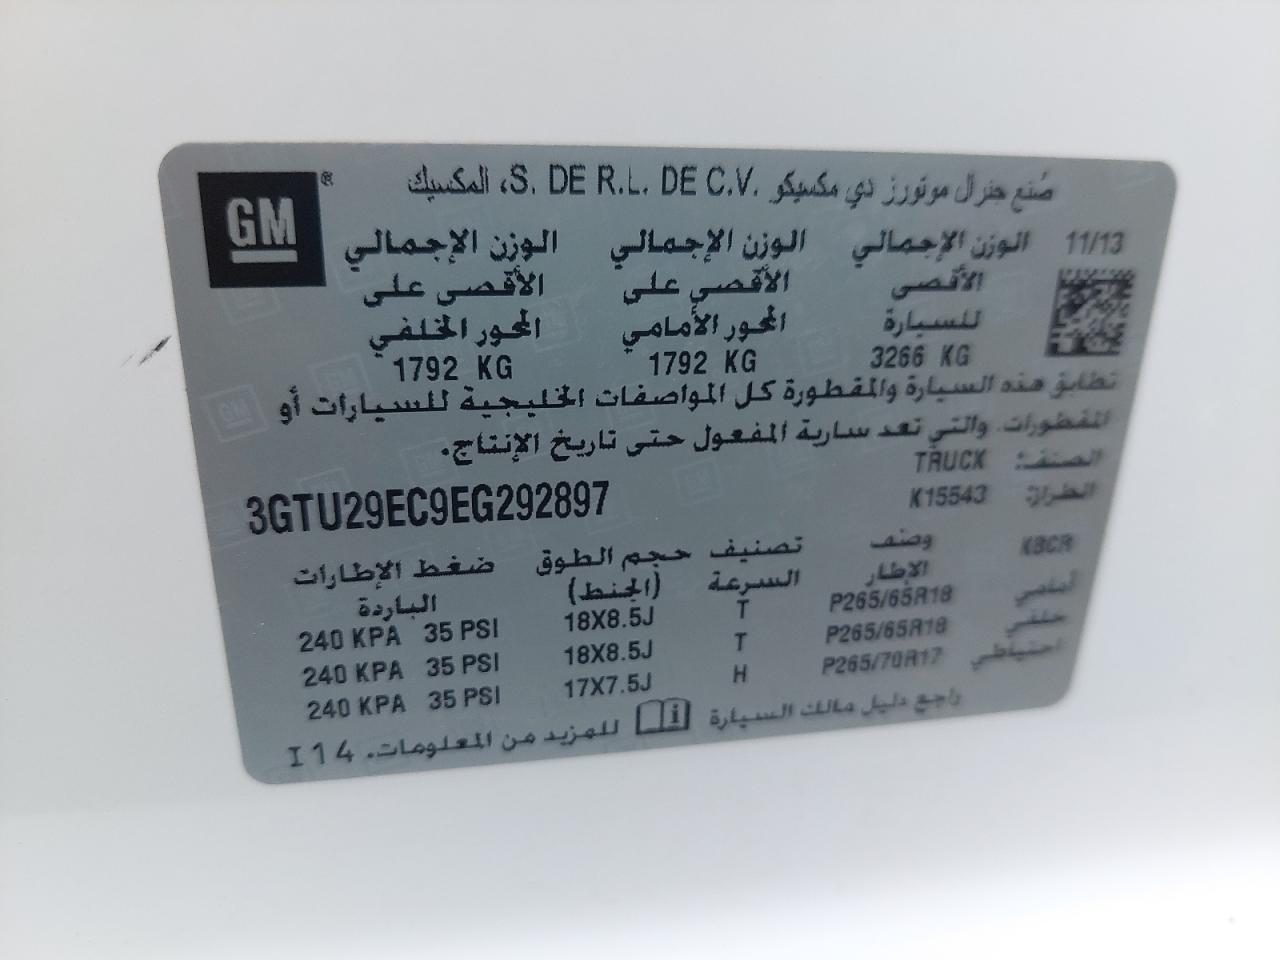 GM®
صُنع جنرال موتورز دي مكسيكو S. DE R.L. DE C.V.، المكسيك
11/13 الوزن الإجمالي الوزن الإجمالي الوزن الإجمالي
الأقصى الأقصى على الأقصى على
للسيارة المحور الأمامي المحور الخلفي
3266 KG 1792 KG 1792 KG
تطابق هذه السيارة والمقطورة كل المواصفات الخليجية للسيارات أو
المقطورات. والتي تعد سارية المفعول حتى تاريخ الإنتاج.
الصنف: TRUCK
3GTU29EC9EG292897
الطراز: K15543
KBCR وصف تصنيف حجم الطوق ضغط الإطارات
الإطار السرعة (الجنط) الباردة
أمامي P265/65R18 T 18X8.5J 240 KPA 35 PSI
خلفي P265/65R18 T 18X8.5J 240 KPA 35 PSI
احتياطي P265/70R17 H 17X7.5J 240 KPA 35 PSI
راجع دليل مالك السيارة للمزيد من المعلومات. I14